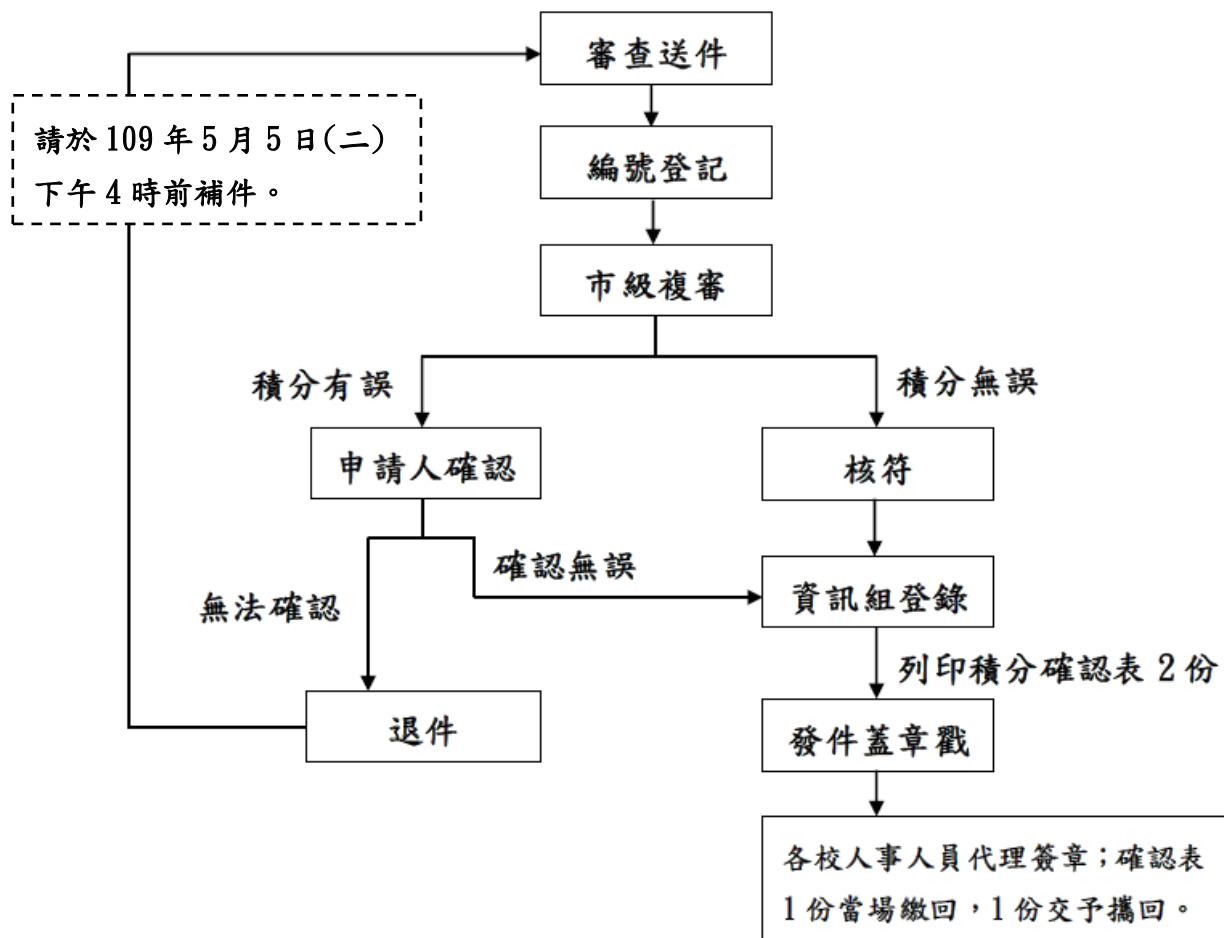 審查送件
請於 109 年 5 月 5 日(二)
下午 4 時前補件。
編號登記
市級複審
積分有誤
積分無誤
申請人確認
核符
確認無誤
無法確認
資訊組登錄
列印積分確認表 2 份
退件
發件蓋章戳
各校人事人員代理簽章；確認表
1 份當場繳回，1 份交予攜回。